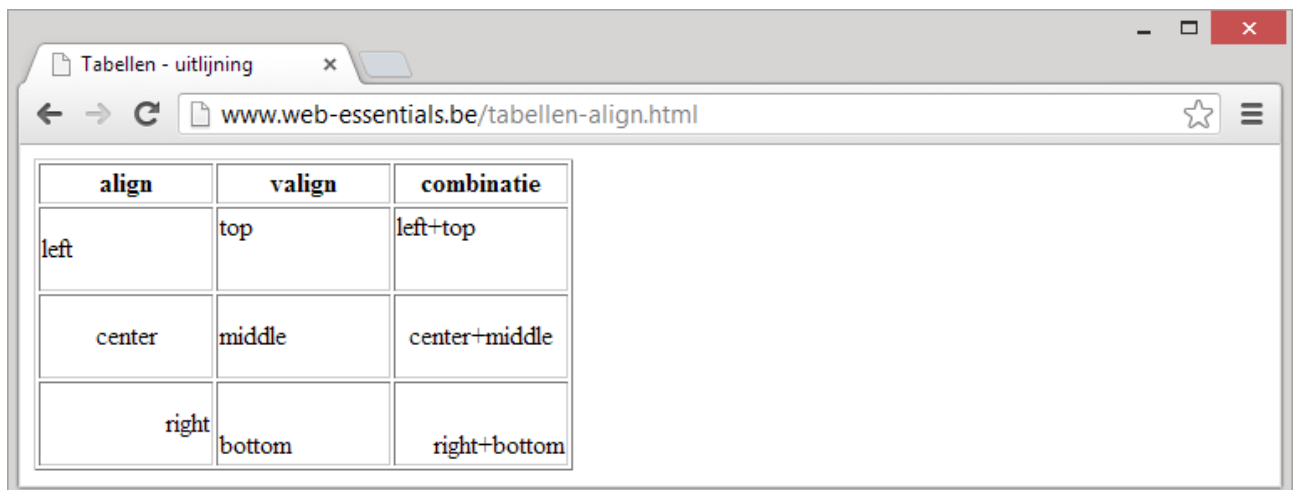 Tabellen - uitlijning
www.web-essentials.be/tabellen-align.html
align valign combinatie
left top left+top
center middle center+middle
right bottom right+bottom